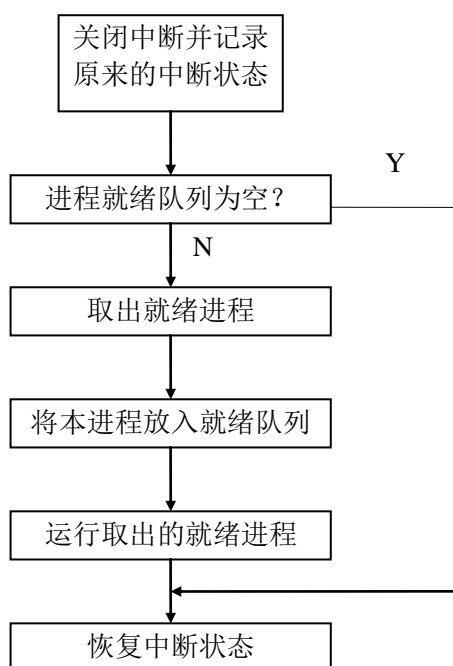 关闭中断并记录
原来的中断状态
Y
进程就绪队列为空？
N
取出就绪进程
将本进程放入就绪队列
运行取出的就绪进程
恢复中断状态